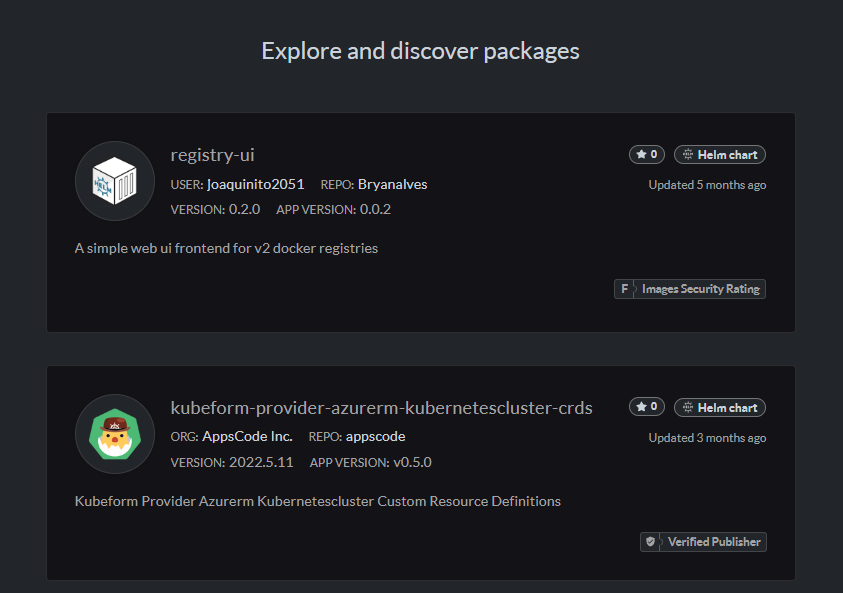 Explore and discover packages
registry-ui
★ 0 Helm chart
USER: Joaquinito2051 REPO: Bryanalves
Updated 5 months ago
VERSION: 0.2.0 APP VERSION: 0.0.2
A simple web ui frontend for v2 docker registries
F Images Security Rating
HELM
kubeform-provider-azurerm-kubernetescluster-crds
★ 0 Helm chart
ORG: AppsCode Inc. REPO: appscode
Updated 3 months ago
VERSION: 2022.5.11 APP VERSION: v0.5.0
Kubeform Provider Azurerm Kubernetescluster Custom Resource Definitions
Verified Publisher